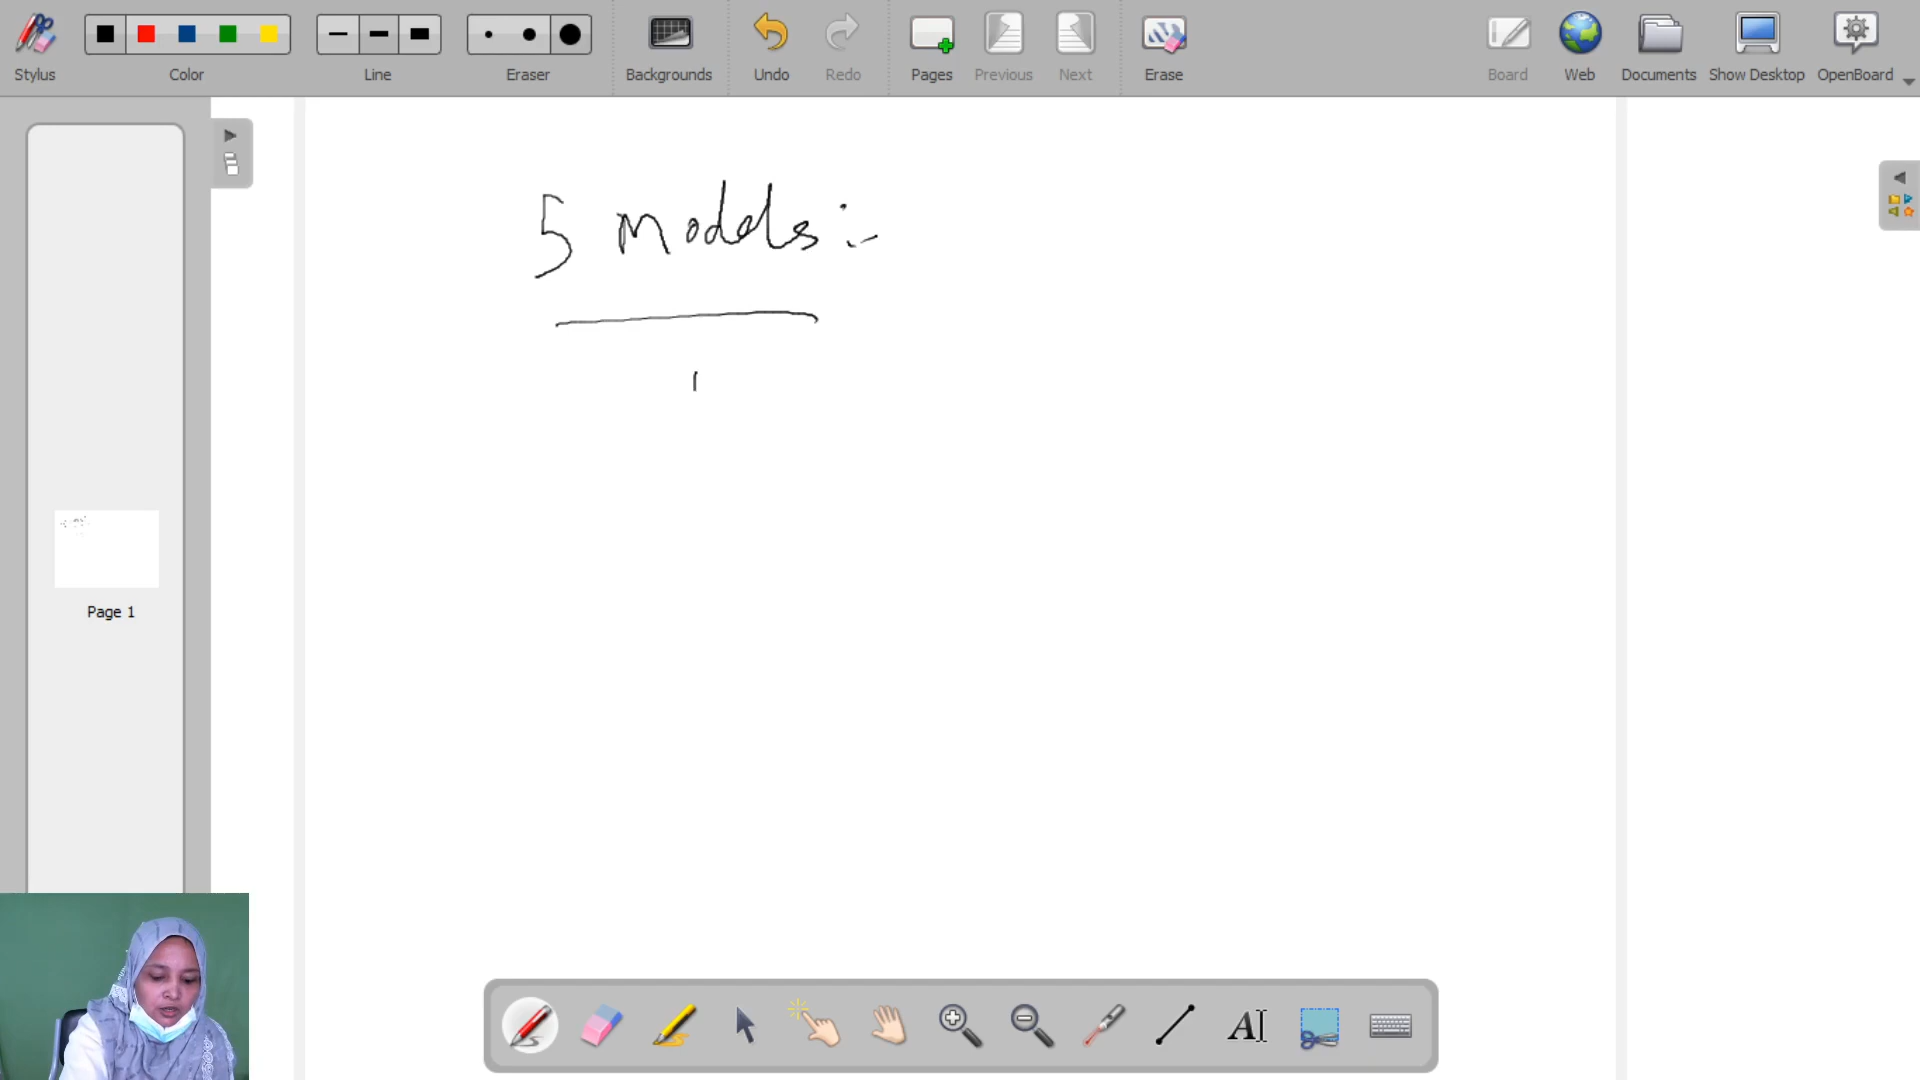 Stylus Color Line Eraser Backgrounds Undo Redo Pages Previous Next Erase Board Web Documents Show Desktop OpenBoard
5 Models :-
Page 1
A